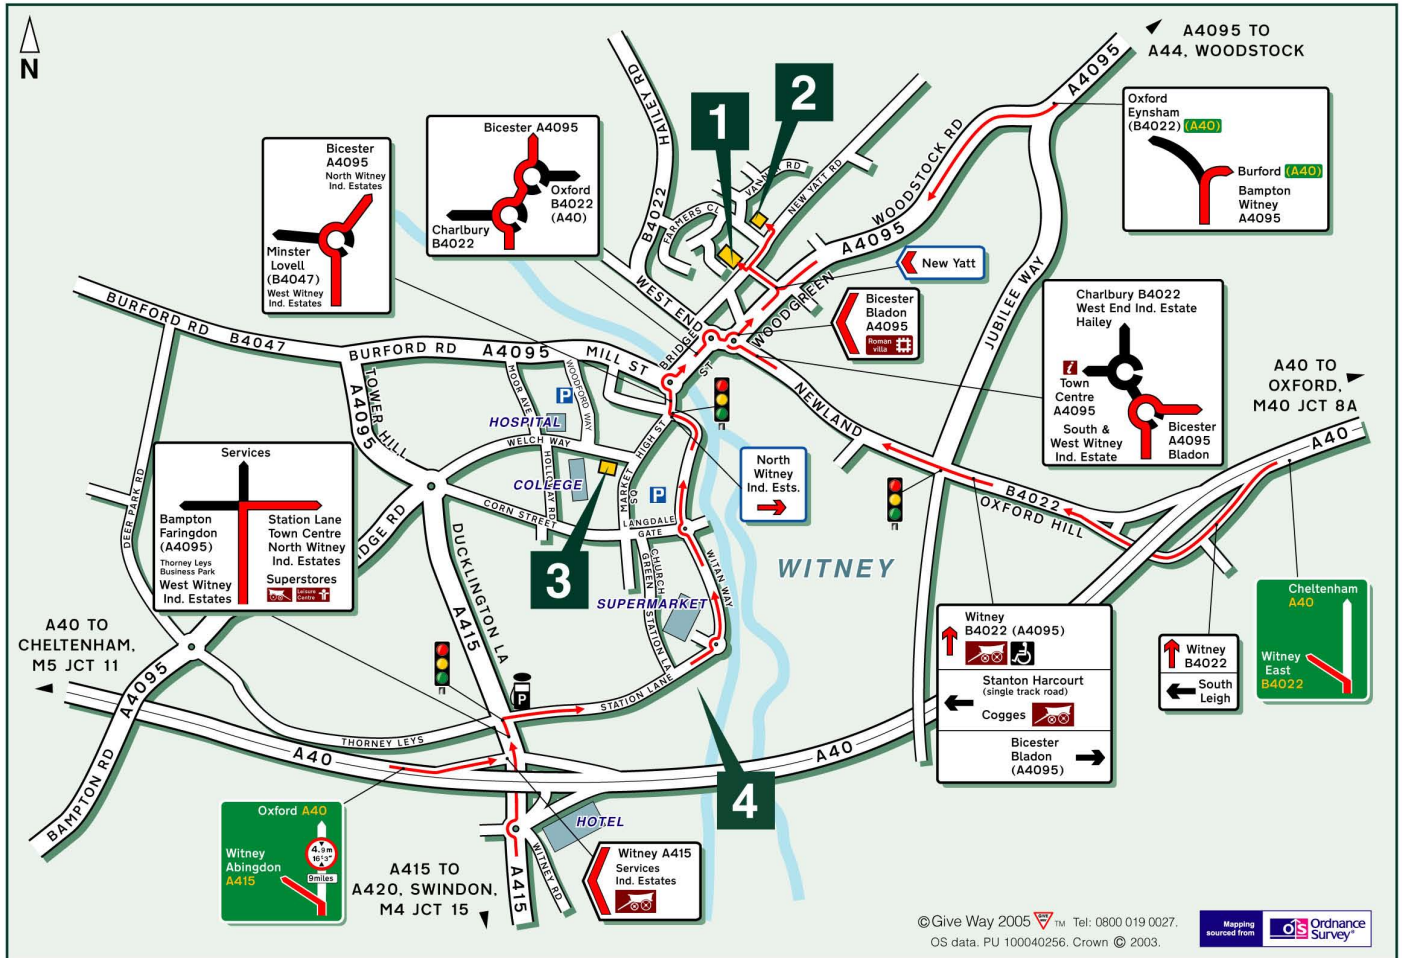 N
A4095 TO
A44, WOODSTOCK
A4095
Oxford
Eynsham
(B4022) (A40)
Burford (A40)
Bampton
Witney
A4095
HAILEY RD
B4022
1
2
VANNER RD
NEW YATT RD
FARMERS CL
WOODSTOCK RD
A4095
New Yatt
Bicester
Bladon
A4095
Roman
villa
Bicester A4095
Oxford
B4022
(A40)
Charlbury
B4022
Bicester
A4095
North Witney
Ind. Estates
Minster
Lovell
(B4047)
West Witney
Ind. Estates
WEST END
BRIDGE
ST
WOODGREEN
JUBILEE WAY
Charlbury B4022
West End Ind. Estate
Hailey
i
Town
Centre
A4095
South &
West Witney
Ind. Estate
Bicester
A4095
Bladon
A40 TO
OXFORD,
M40 JCT 8A
A40
BURFORD RD
B4047
BURFORD RD
A4095
MILL ST
TOWER HILL
A4095
MOOR AVE
WOODFORD WAY
P
HOSPITAL
WELCH WAY
HIGH ST
HOLLOWAY RD
COLLEGE
MARKET
SQ
P
CORN STREET
LANGDALE
GATE
3
NEWLAND
B4022
OXFORD HILL
North
Witney
Ind. Ests.
WITNEY
DEER PARK RD
Services
Bampton
Faringdon
(A4095)
Thorney Leys
Business Park
West Witney
Ind. Estates
Station Lane
Town Centre
North Witney
Ind. Estates
Superstores
Leisure
Centre
IDGE RD
DUCKLINGTON LA
A415
CHURCH
GREEN
WITAN WAY
SUPERMARKET
STATION LA
STATION LANE
P
A40 TO
CHELTENHAM,
M5 JCT 11
A4095
BAMPTON RD
THORNEY LEYS
A40
A40
4
Witney
B4022 (A4095)
Stanton Harcourt
(single track road)
Cogges
Bicester
Bladon
(A4095)
Witney
B4022
South
Leigh
Cheltenham
A40
Witney
East
B4022
Oxford A40
4.9m
16'3"
9miles
Witney
Abingdon
A415
HOTEL
WITNEY RD
A415
Witney A415
Services
Ind. Estates
A415 TO
A420, SWINDON,
M4 JCT 15
©Give Way 2005 GIVE WAY TM Tel: 0800 019 0027.
OS data. PU 100040256. Crown © 2003.
Mapping
sourced from
OS Ordnance
Survey®